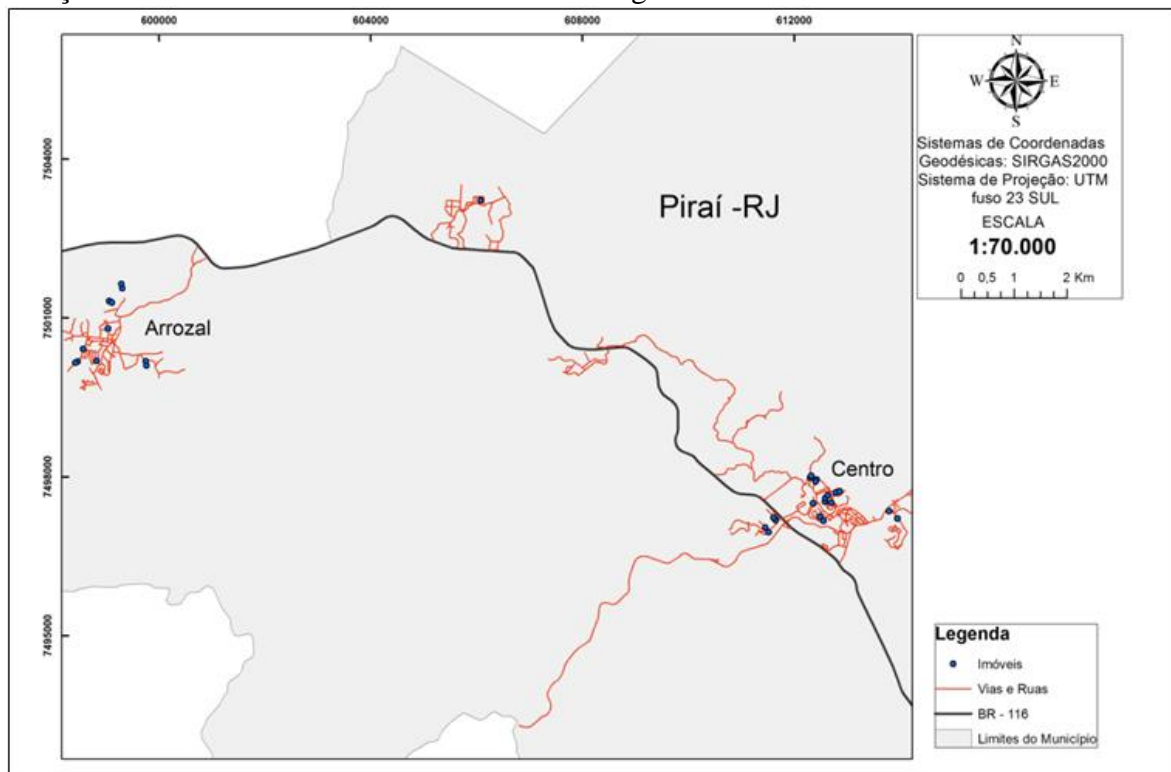 600000
604000
608000
612000
7504000
7501000
7498000
7495000
Piraí -RJ
Arrozal
Centro
N
W
E
S
Sistemas de Coordenadas
Geodésicas: SIRGAS2000
Sistema de Projeção: UTM
fuso 23 SUL
ESCALA
1:70.000
0 0,5 1 2 Km
Legenda
Imóveis
Vias e Ruas
BR - 116
Limites do Município